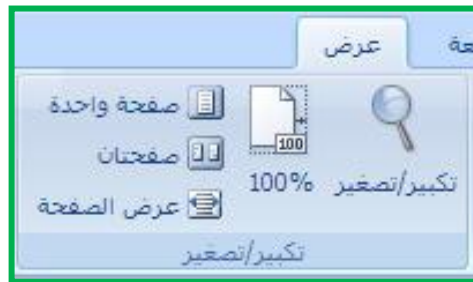 عة عرض
تكبير/تصغير
100%
100
صفحة واحدة
صفحتان
عرض الصفحة
تكبير/تصغير